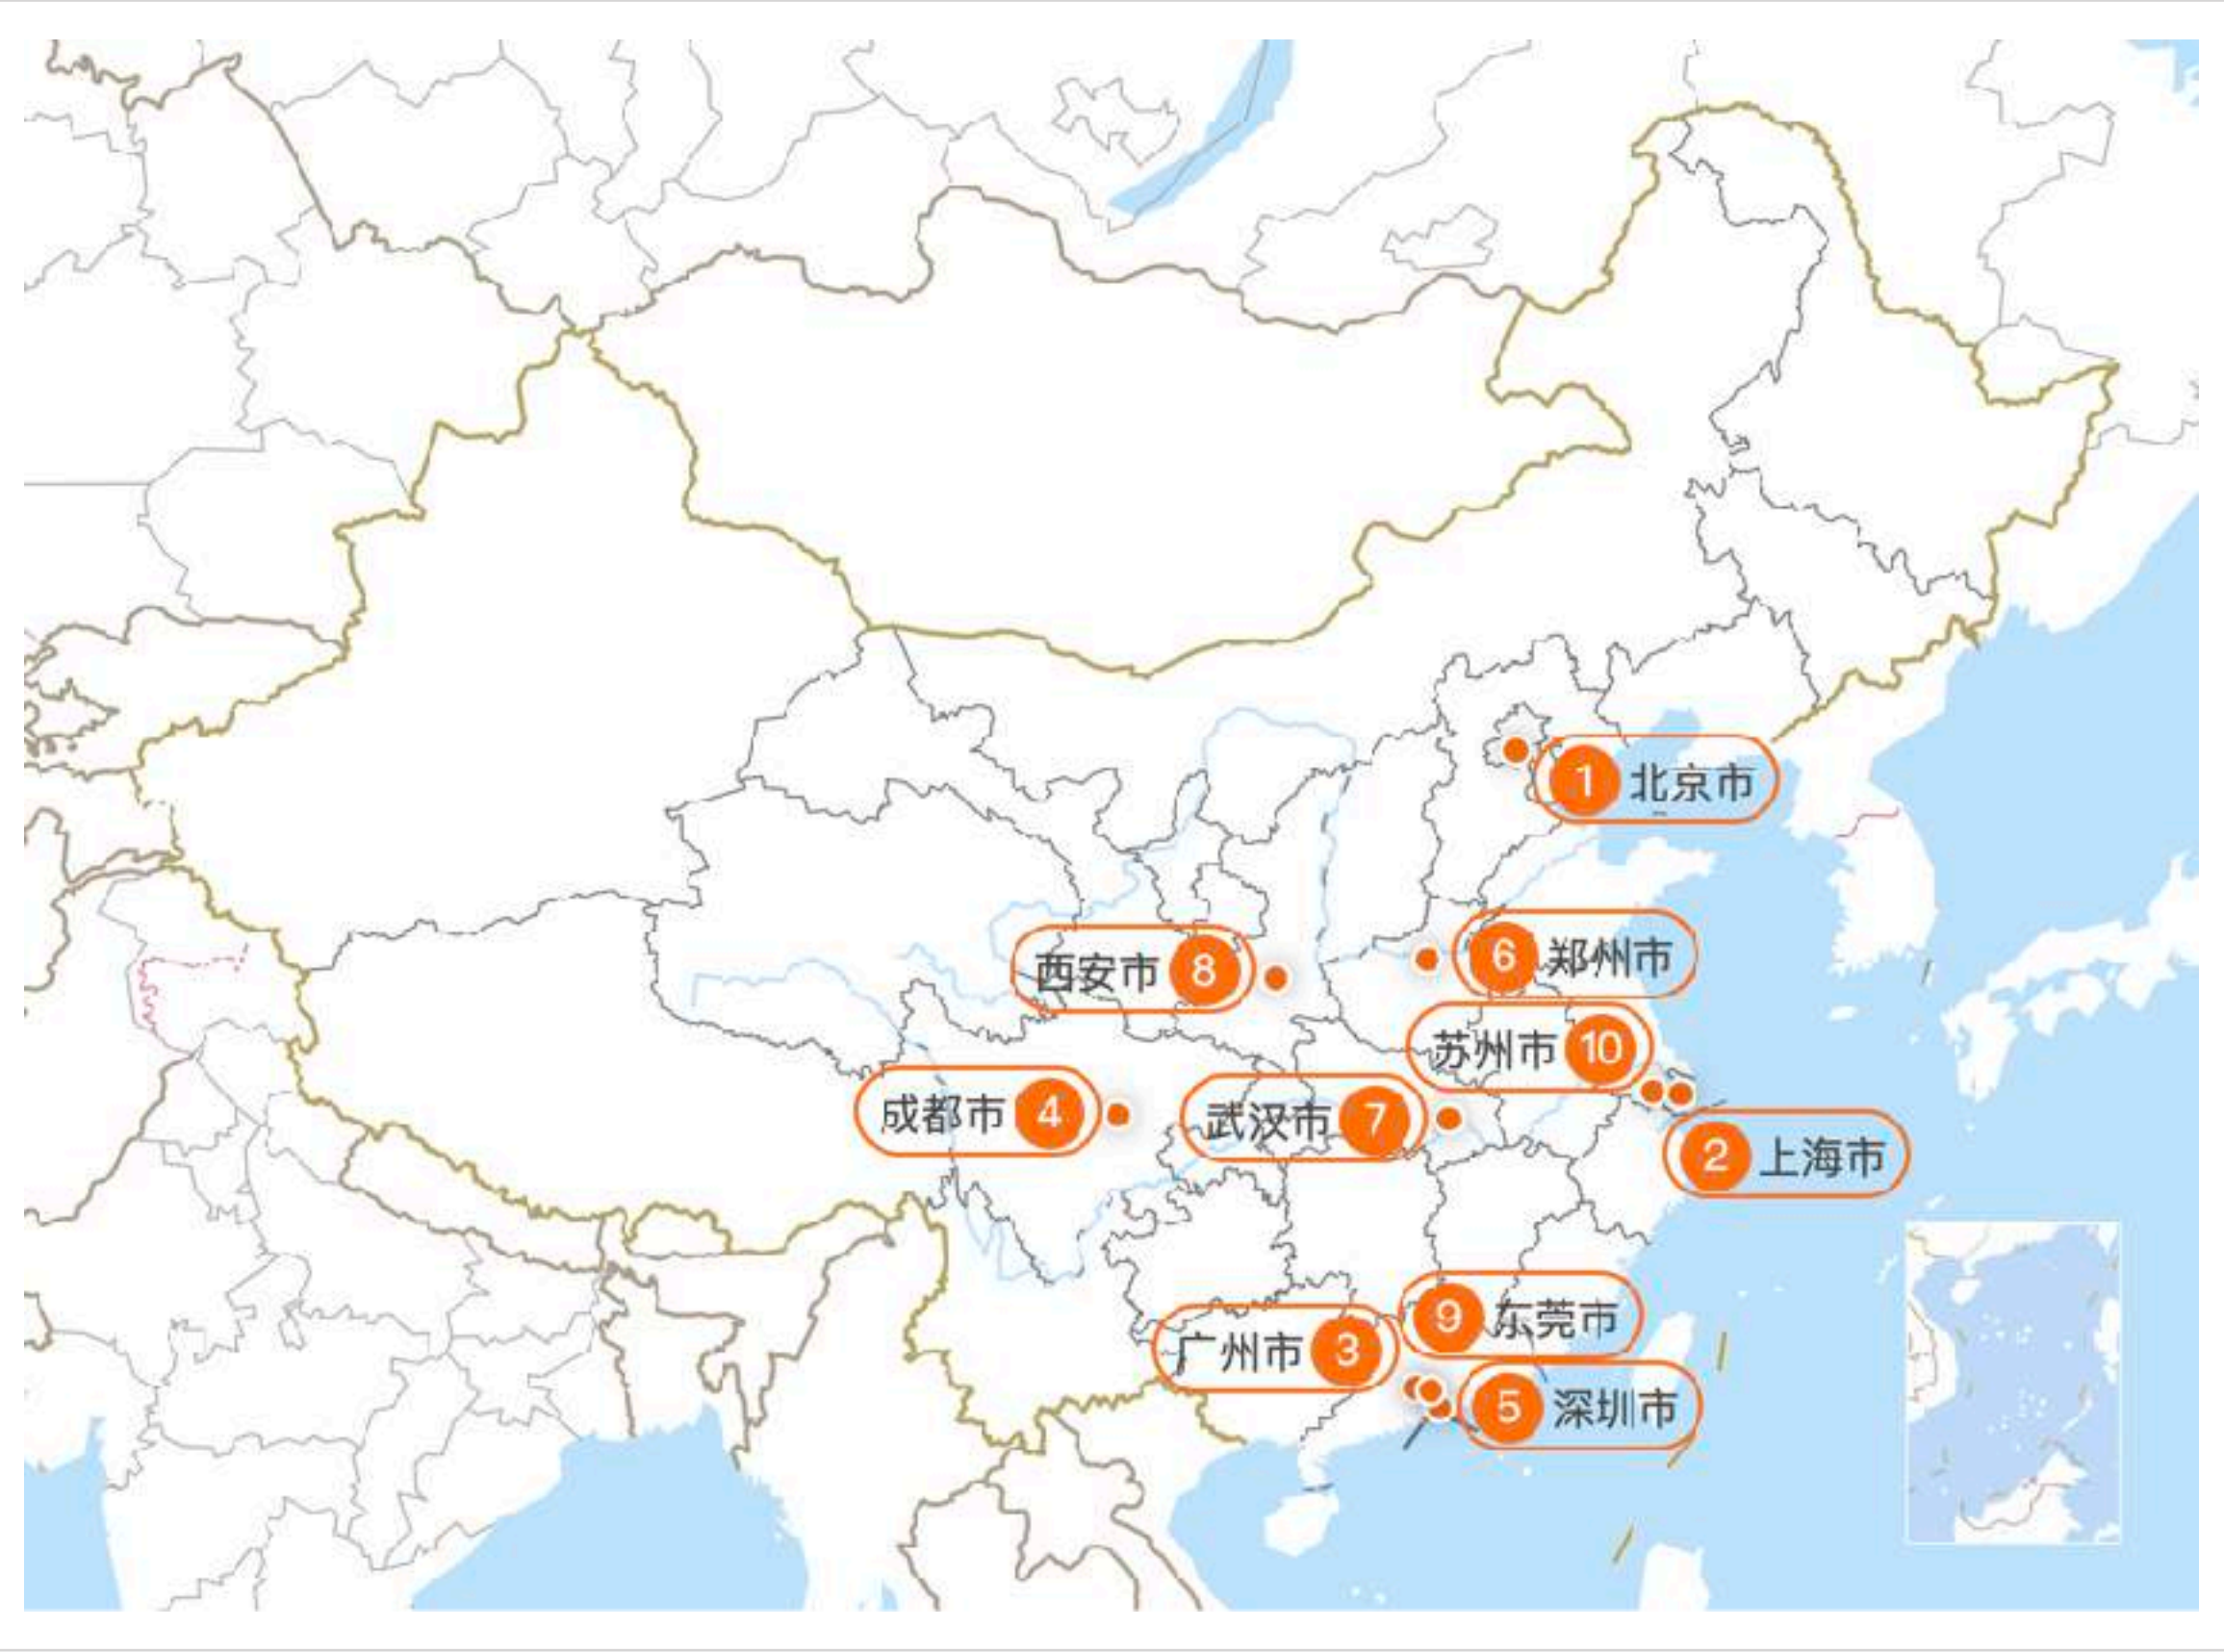 1 北京市
6 郑州市
西安市 8
苏州市 10
成都市 4
武汉市 7
2 上海市
9 东莞市
广州市 3
5 深圳市